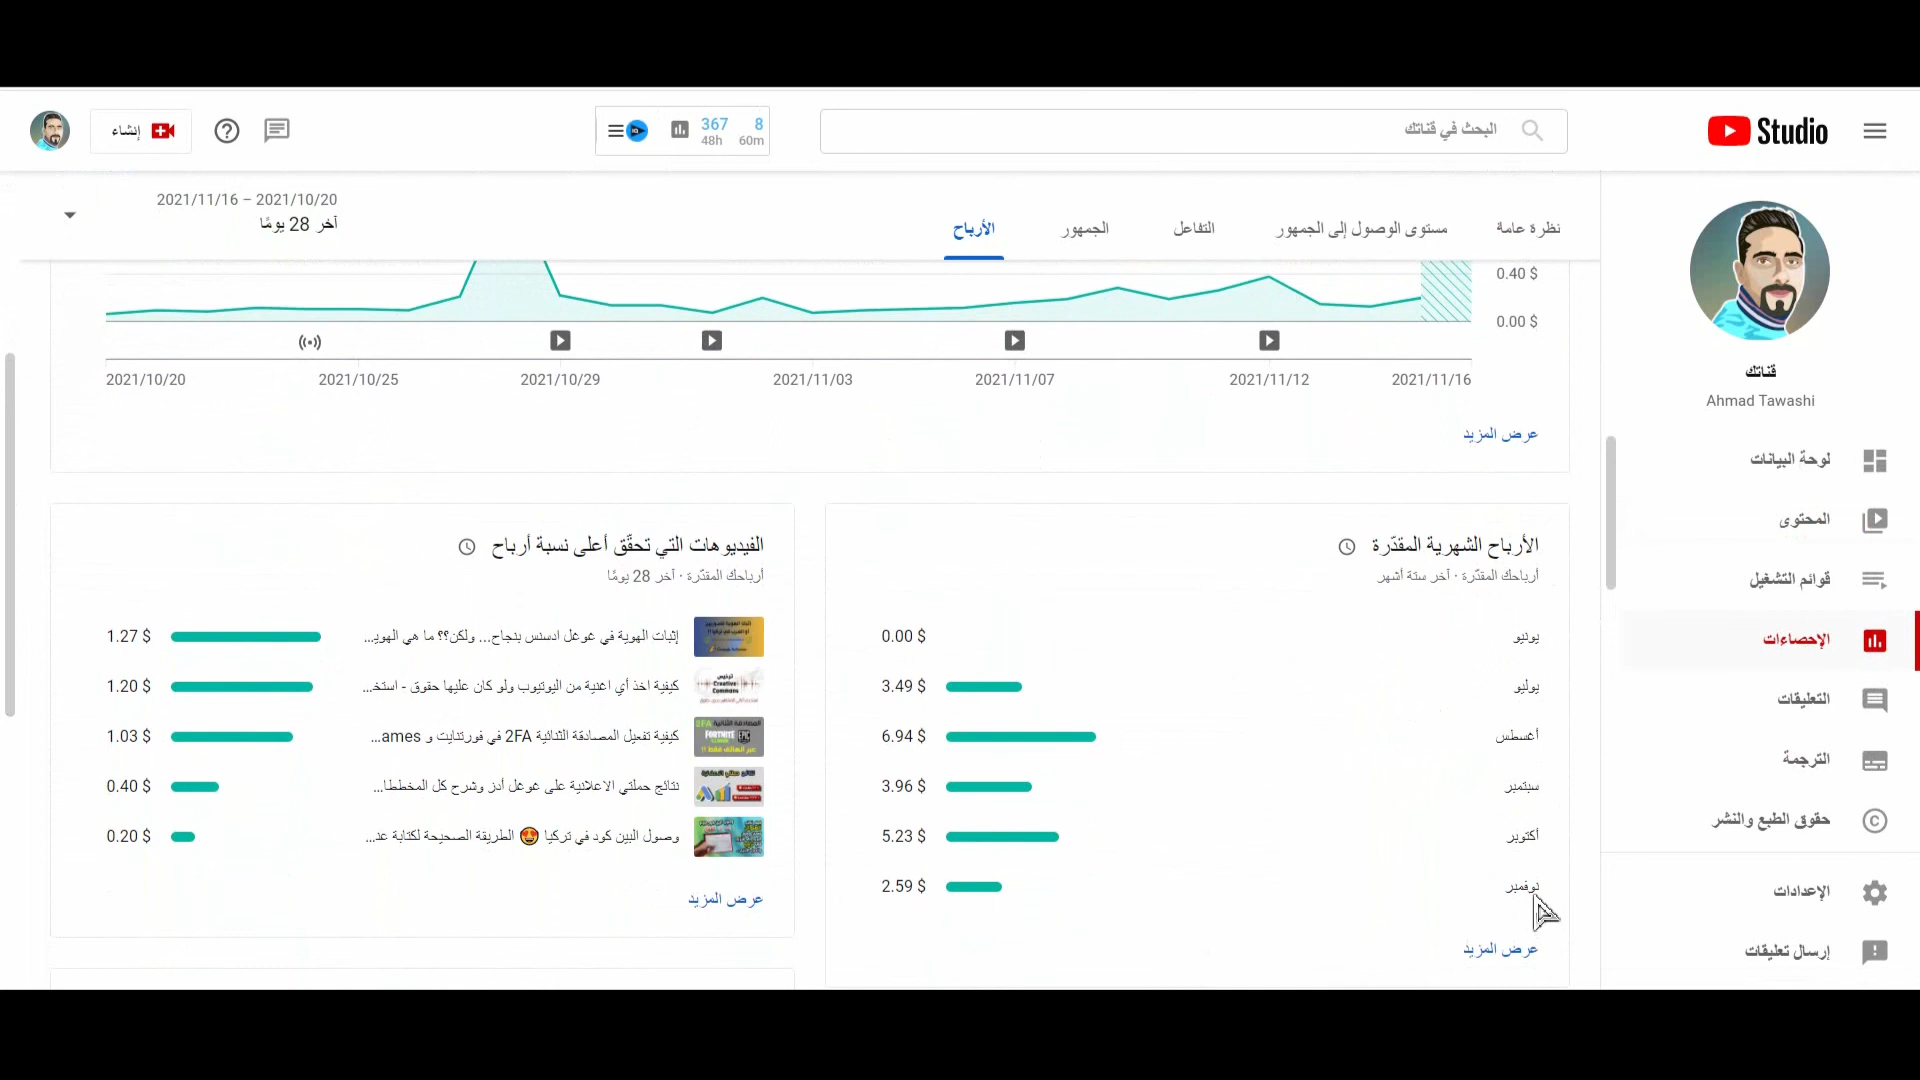 Studio
البحث في قناتك
367 8
48h 60m
إنشاء
نظرة عامة
مستوى الوصول إلى الجمهور
التفاعل
الجمهور
الأرباح
2021/11/16 – 2021/10/20
آخر 28 يومًا
0.40 $
0.00 $
2021/10/20 2021/10/25 2021/10/29 2021/11/03 2021/11/07 2021/11/12 2021/11/16
عرض المزيد
قناتك
Ahmad Tawashi
لوحة البيانات
المحتوى
قوائم التشغيل
الإحصاءات
التعليقات
الترجمة
حقوق الطبع والنشر
الإعدادات
إرسال تعليقات
الأرباح الشهرية المقدّرة
أرباحك المقدّرة · آخر ستة أشهر
يونيو 0.00 $
يوليو 3.49 $
أغسطس 6.94 $
سبتمبر 3.96 $
أكتوبر 5.23 $
نوفمبر 2.59 $
عرض المزيد
الفيديوهات التي تحقّق أعلى نسبة أرباح
أرباحك المقدّرة · آخر 28 يومًا
إثبات الهوية في غوغل ادسنس بنجاح... ولكن؟؟ ما هي الهوي... 1.27 $
كيفية اخذ أي اغنية من اليوتيوب ولو كان عليها حقوق - استخ... 1.20 $
كيفية تفعيل المصادقة الثنائية 2FA في فورتنايت و ames... 1.03 $
نتائج حملتي الاعلانية على غوغل أدز وشرح كل المخططا... 0.40 $
وصول البين كود في تركيا 😍 الطريقة الصحيحة لكتابة عن... 0.20 $
عرض المزيد